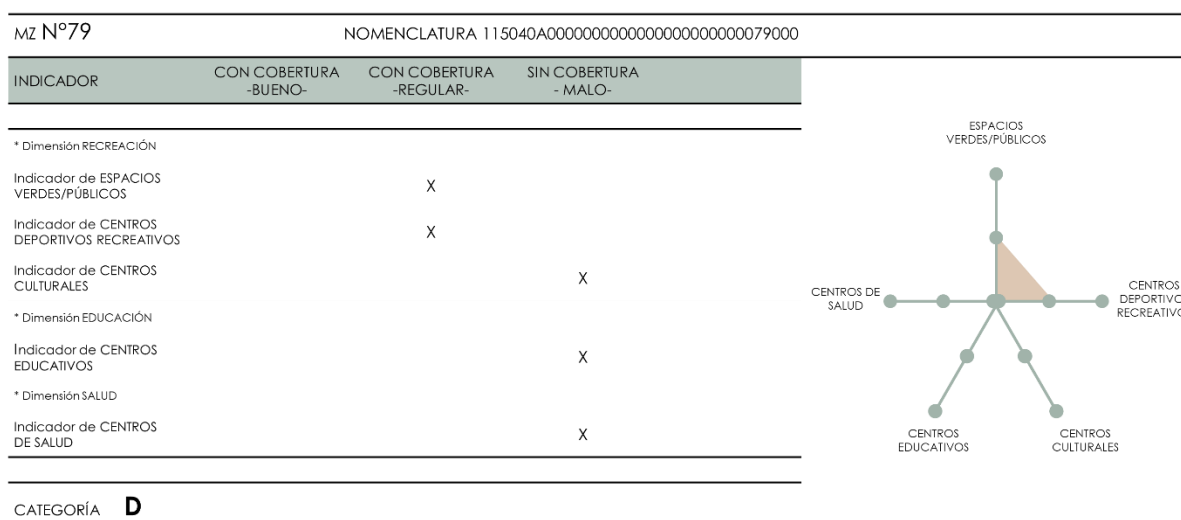 MZ N°79
NOMENCLATURA 115040A00000000000000000000000079000
INDICADOR
CON COBERTURA
-BUENO-
CON COBERTURA
-REGULAR-
SIN COBERTURA
- MALO-
* Dimensión RECREACIÓN
Indicador de ESPACIOS
VERDES/PÚBLICOS
X
Indicador de CENTROS
DEPORTIVOS RECREATIVOS
X
Indicador de CENTROS
CULTURALES
X
* Dimensión EDUCACIÓN
Indicador de CENTROS
EDUCATIVOS
X
* Dimensión SALUD
Indicador de CENTROS
DE SALUD
X
CATEGORÍA D
ESPACIOS
VERDES/PÚBLICOS
CENTROS DE
SALUD
CENTROS
DEPORTIVO
RECREATIVO
CENTROS
EDUCATIVOS
CENTROS
CULTURALES